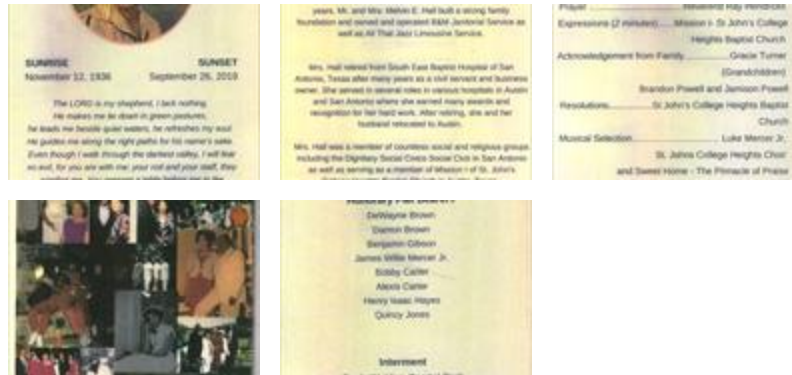 SUNRISE SUNSET
November 12, 1936 September 26, 2019
The LORD is my shepherd, I lack nothing.
He makes me lie down in green pastures,
he leads me beside quiet waters, he refreshes my soul.
He guides me along the right paths for his name's sake.
Even though I walk through the darkest valley, I will fear
no evil, for you are with me; your rod and your staff, they
years, Mr. and Mrs. Melvin E. Hall built a strong family
foundation and owned and operated R&M Janitorial Service as
well as All That Jazz Limousine Service.
Mrs. Hall retired from South East Baptist Hospital of San
Antonio, Texas after many years as a civil servant and business
owner. She served in several roles in various hospitals in Austin
and San Antonio where she earned many awards and
recognition for her hard work. After retiring, she and her
husband relocated to Austin.
Mrs. Hall was a member of countless social and religious groups
including the Dignitary Social Civics Social Club in San Antonio
as well as serving as a member of Mission I of St. John's
Prayer Reverend Ray Hendricks
Expressions (2 minutes)....Mission I- St John's College
Heights Baptist Church
Acknowledgement from Family......Gracie Turner
(Grandchildren)
Brandon Powell and Jamison Powell
Resolutions......St John's College Heights Baptist
Church
Musical Selection......Luke Mercer Jr.
St. Johns College Heights Choir
and Sweet Home - The Pinnacle of Praise
Honorary Pall Bearers
DeWayne Brown
Damon Brown
Benjamin Gibson
James Willie Mercer Jr.
Bobby Carter
Alexis Carter
Henry Isaac Hayes
Quincy Jones
Interment